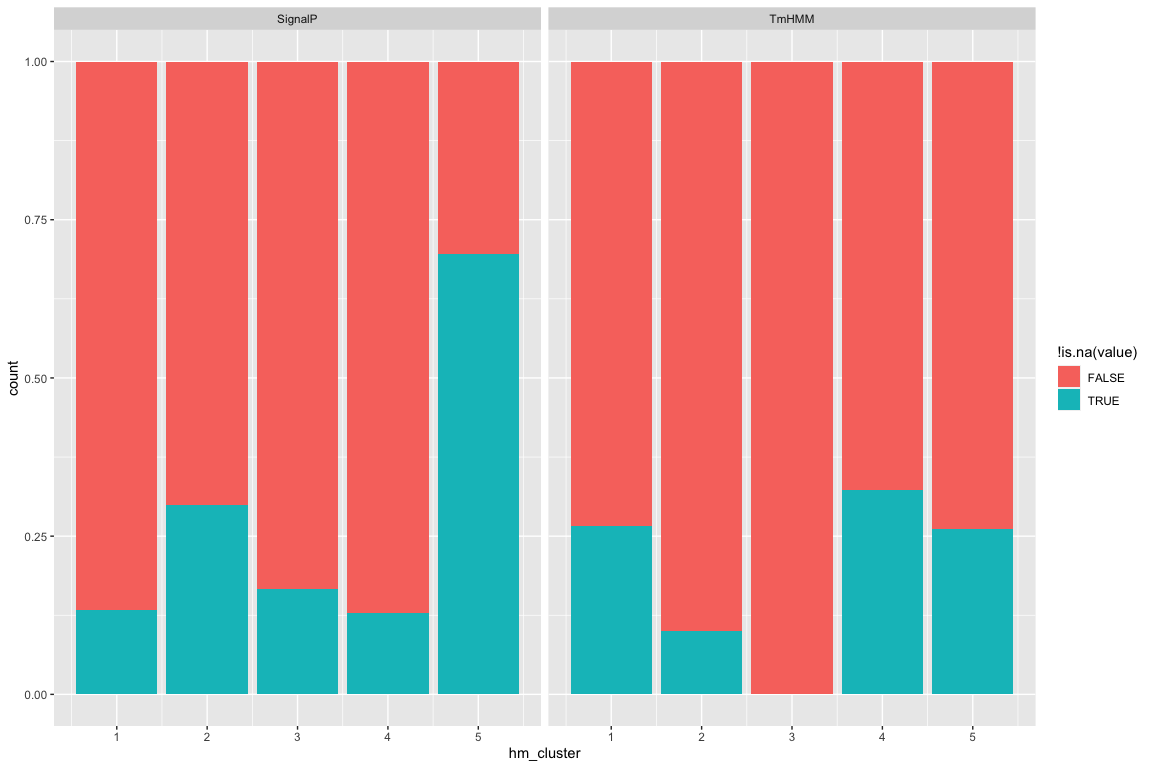 SignalP
TmHMM
1.00
0.75
0.50
0.25
0.00
count
1 2 3 4 5
1 2 3 4 5
hm_cluster
!is.na(value)
FALSE
TRUE